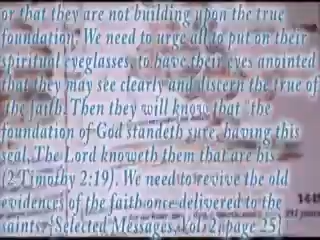 or that they are not building upon the true
foundation. We need to urge all to put on their
spiritual eyeglasses, to have their eyes anointed
that they may see clearly and discern the true of
the faith. Then they will know that "the
foundation of God standeth sure, having this
seal, The Lord knoweth them that are his
(2 Timothy 2:19). We need to revive the old
evidences of the faith once delivered to the
saints. [Selected Messages, vol. 2, page 25]